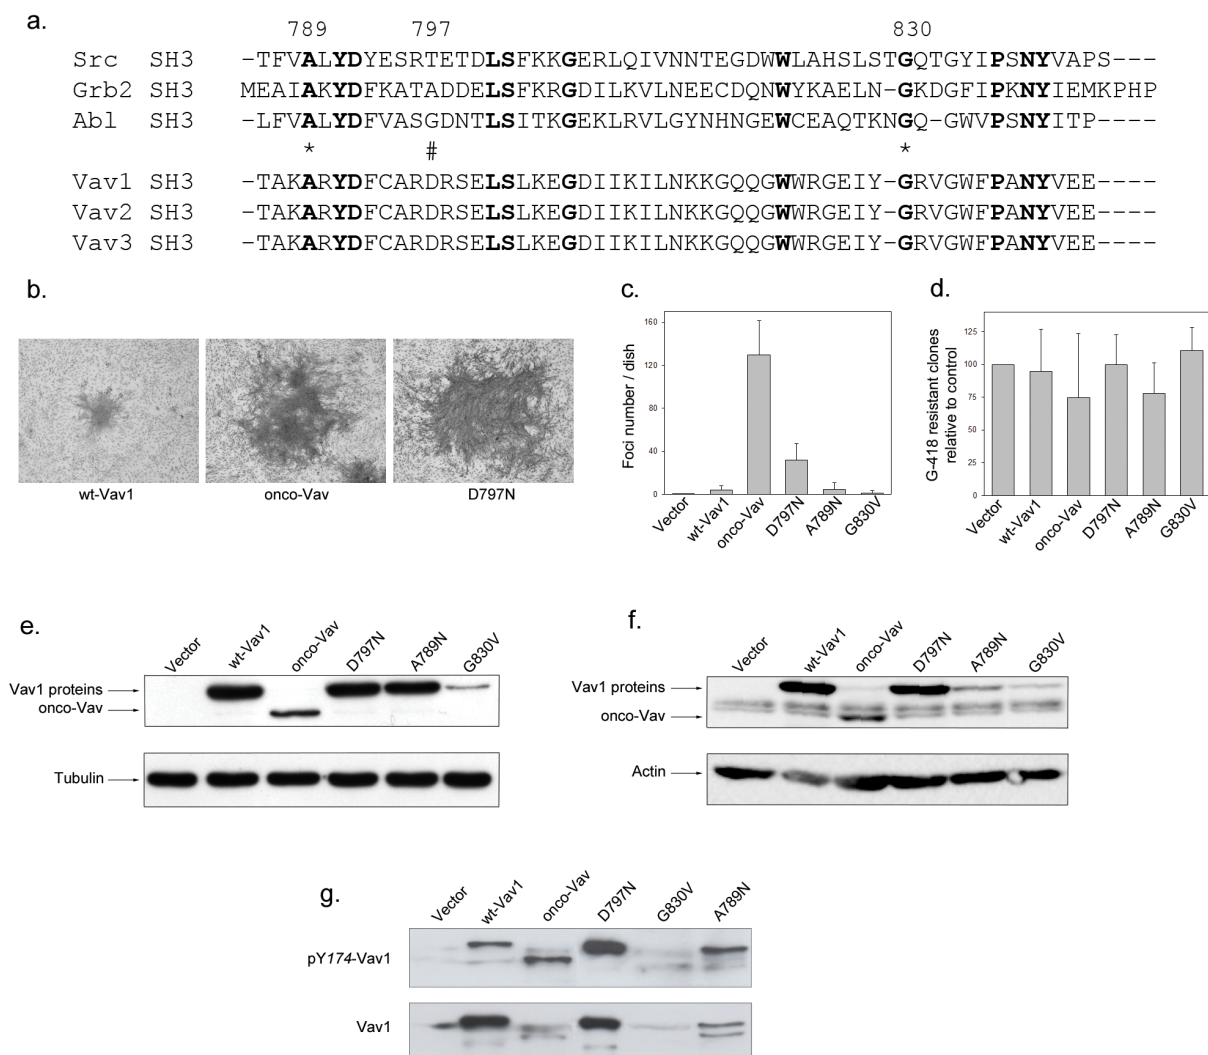 a.
789 797 830
Src SH3 –TFVALYDYESRTETDLSFKKGERLQIVNNTEGDWWLAHSLSTGQTGYIPSNYVAPS–––
Grb2 SH3 MEAIAKYDFKATADDELSFKRGDILKVLNEECDQNWYKAELN–GKDGFIPKNYIEMKPHP
Abl SH3 –LFVALYDFVASGDNTLSITKGEKLRVLGYNHNGEWCEAQTKNGQ–GWVPSNYITP––––
* # *
Vav1 SH3 –TAKARYDFCARDRSELSLKEGDIIKILNKKGQQGWWRGEIY–GRVGWFPANYVEE––––
Vav2 SH3 –TAKARYDFCARDRSELSLKEGDIIKILNKKGQQGWWRGEIY–GRVGWFPANYVEE––––
Vav3 SH3 –TAKARYDFCARDRSELSLKEGDIIKILNKKGQQGWWRGEIY–GRVGWFPANYVEE––––
b.
wt-Vav1 onco-Vav D797N
c.
Foci number / dish
160
120
80
40
0
Vector wt-Vav1 onco-Vav D797N A789N G830V
d.
G-418 resistant clones
relative to control
125
100
75
50
25
0
Vector wt-Vav1 onco-Vav D797N A789N G830V
e.
Vector wt-Vav1 onco-Vav D797N A789N G830V
Vav1 proteins
onco-Vav
Tubulin
f.
Vector wt-Vav1 onco-Vav D797N A789N G830V
Vav1 proteins
onco-Vav
Actin
g.
Vector wt-Vav1 onco-Vav D797N G830V A789N
pY174-Vav1
Vav1